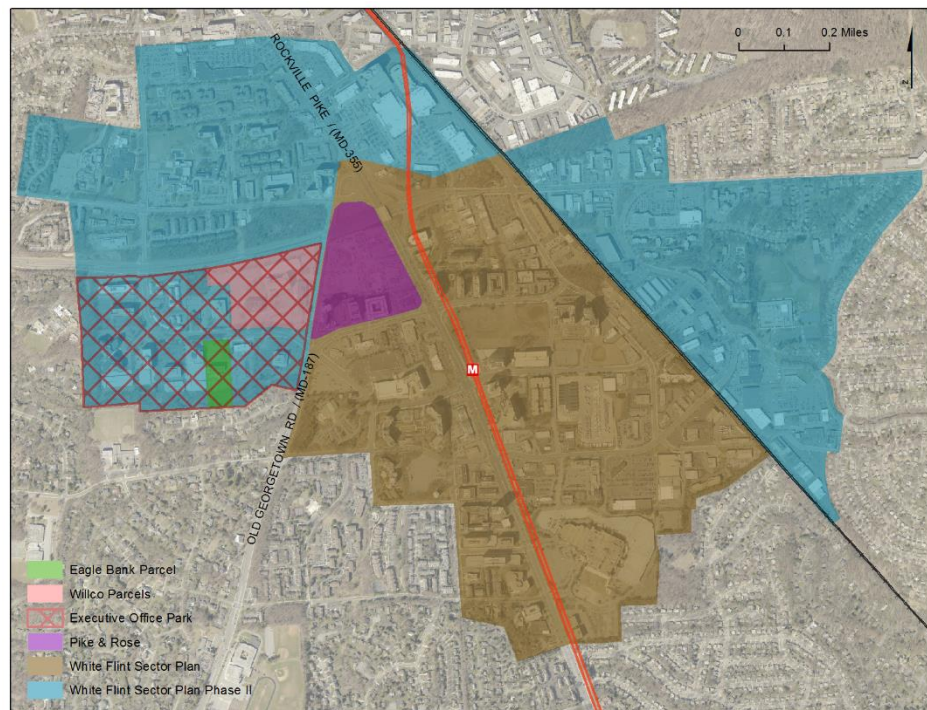 0 0.1 0.2 Miles
N
ROCKVILLE PIKE / (MD-355)
M
OLD GEORGETOWN RD / (MD-187)
Eagle Bank Parcel
Willco Parcels
Executive Office Park
Pike & Rose
White Flint Sector Plan
White Flint Sector Plan Phase II